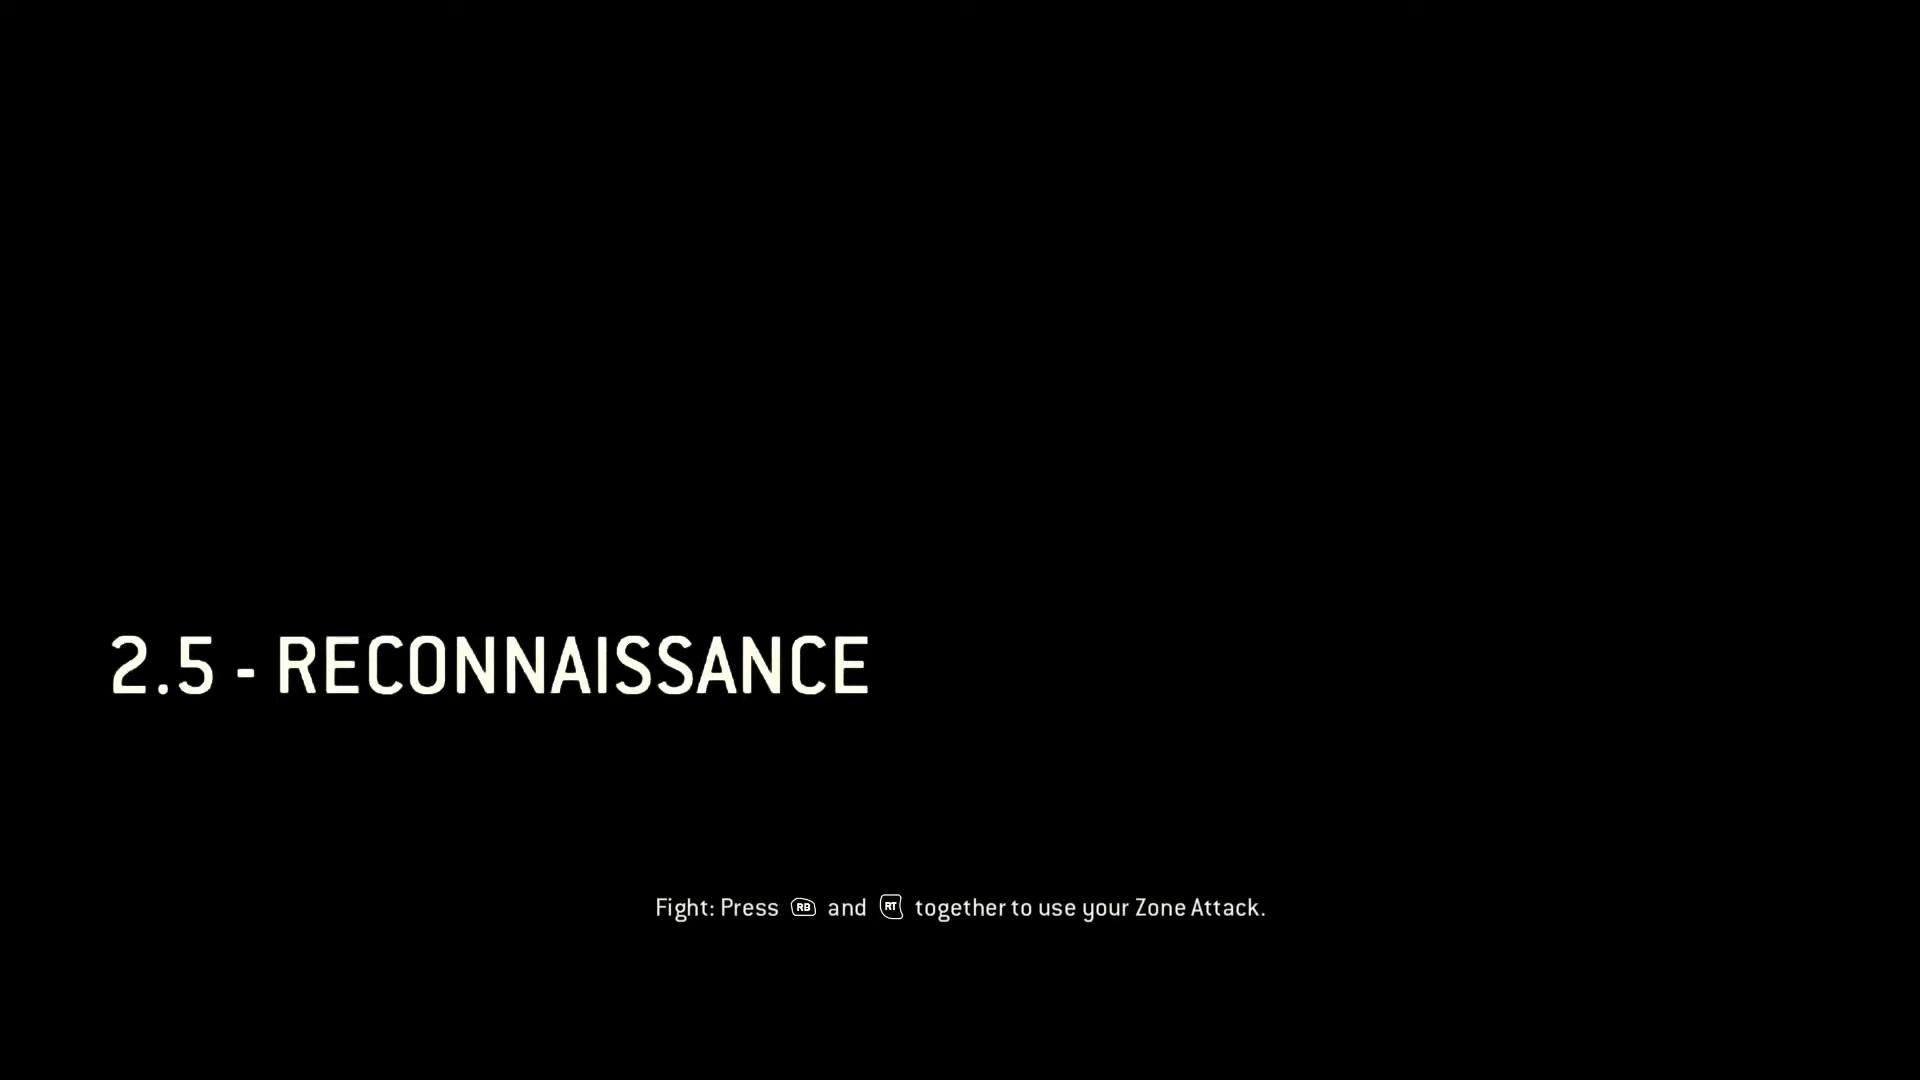 2.5 - RECONNAISSANCE
Fight: Press RB and RT together to use your Zone Attack.